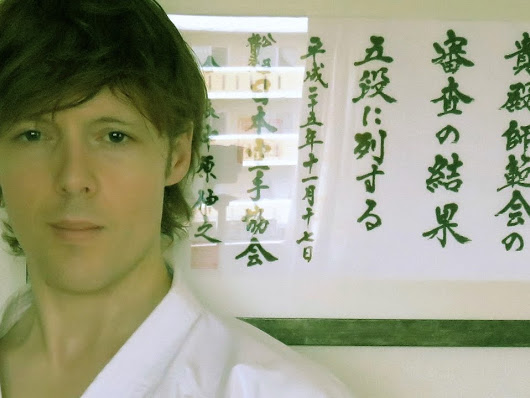 貴殿師範会の
審査の結果
五段に列する
平成二十五年十一月十七日
日本空手協会